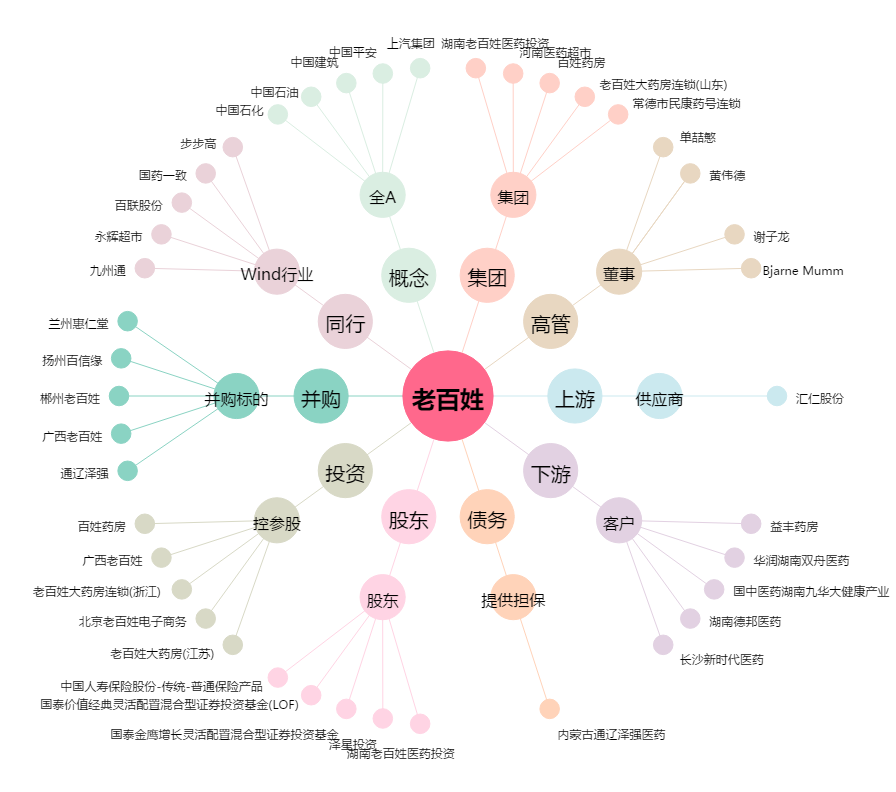 上汽集团
湖南老百姓医药投资
中国平安
河南医药超市
中国建筑
百姓药房
中国石油
老百姓大药房连锁(山东)
中国石化
常德市民康药号连锁
步步高
单喆慜
国药一致
黄伟德
全A
集团
百联股份
永辉超市
谢子龙
九州通
Wind行业
概念
集团
董事
Bjarne Mumm
兰州惠仁堂
同行
高管
扬州百信缘
郴州老百姓
并购标的
并购
老百姓
上游
供应商
汇仁股份
广西老百姓
通辽泽强
投资
下游
百姓药房
控参股
股东
债务
客户
益丰药房
广西老百姓
华润湖南双舟医药
老百姓大药房连锁(浙江)
股东
提供担保
国中医药湖南九华大健康产业
北京老百姓电子商务
湖南德邦医药
老百姓大药房(江苏)
长沙新时代医药
中国人寿保险股份-传统-普通保险产品
国泰价值经典灵活配置混合型证券投资基金(LOF)
国泰金鹰增长灵活配置混合型证券投资基金
内蒙古通辽泽强医药
泽星投资
湖南老百姓医药投资